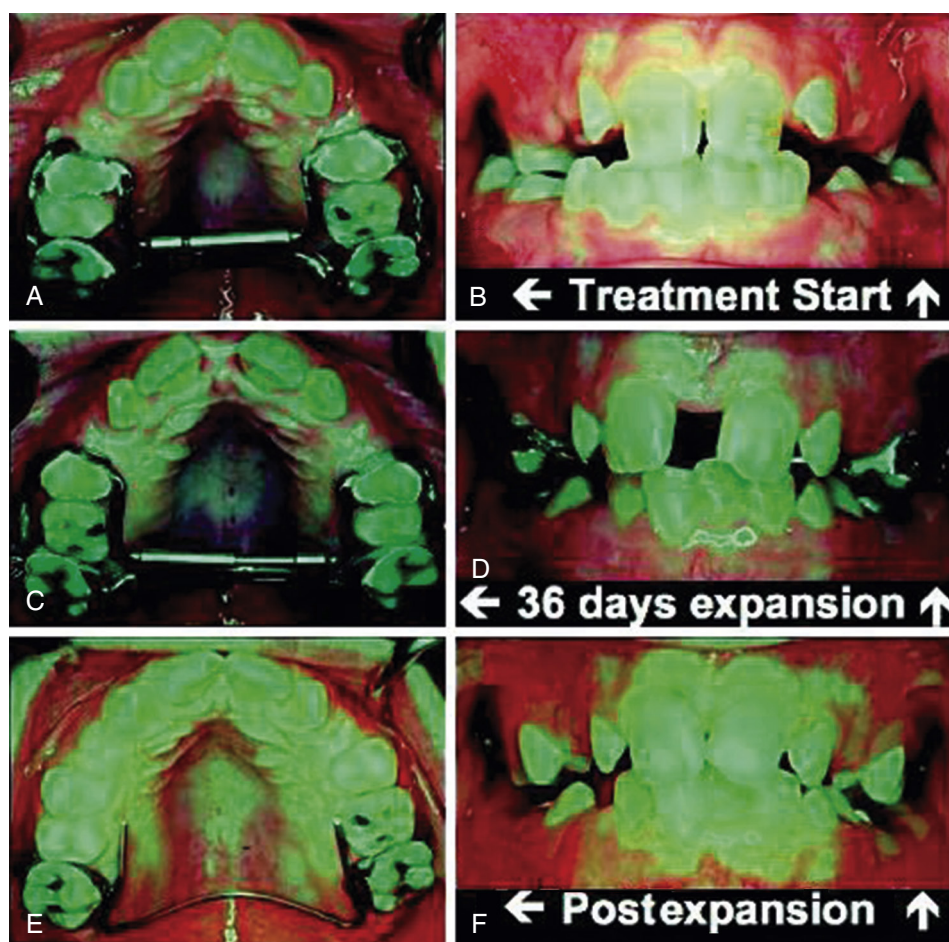 A
B ← Treatment Start ↑
C
D
← 36 days expansion ↑
E
F ← Postexpansion ↑